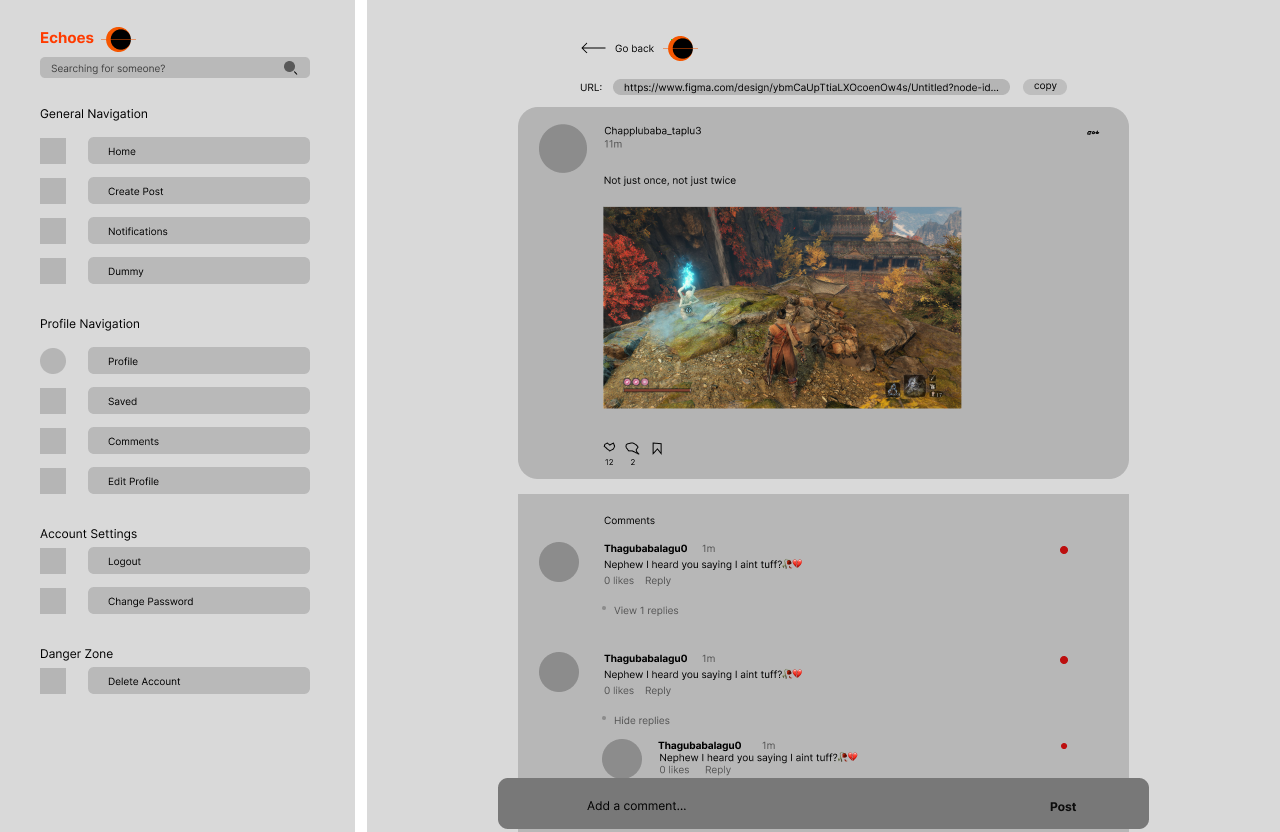 Echoes
Searching for someone?
General Navigation
Home
Create Post
Notifications
Dummy
Profile Navigation
Profile
Saved
Comments
Edit Profile
Account Settings
Logout
Change Password
Danger Zone
Delete Account
Go back
URL: https://www.figma.com/design/ybmCaUpTtiaLXOcoenOw4s/Untitled?node-id... copy
Chapplubaba_taplu3
11m
Not just once, not just twice
12 2
Comments
Thagubabalagu0 1m
Nephew I heard you saying I aint tuff?🥀💔
0 likes Reply
View 1 replies
Thagubabalagu0 1m
Nephew I heard you saying I aint tuff?🥀💔
0 likes Reply
Hide replies
Thagubabalagu0 1m
Nephew I heard you saying I aint tuff?🥀💔
0 likes Reply
Add a comment... Post